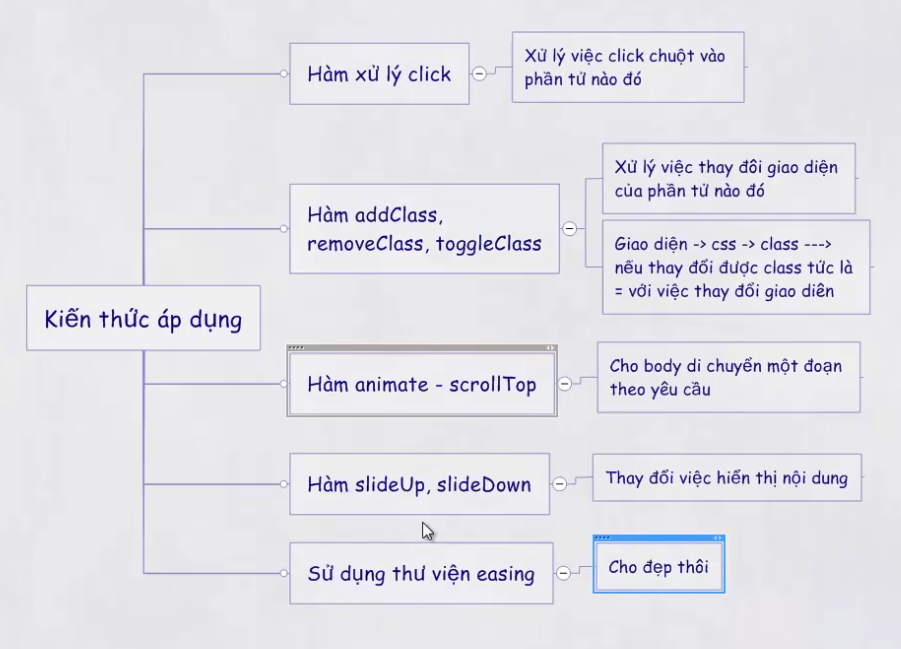 Hàm xử lý click
Xử lý việc click chuột vào
phần tử nào đó
Hàm addClass,
removeClass, toggleClass
Xử lý việc thay đôi giao diện
của phần tử nào đó
Giao diện -> css -> class --->
nếu thay đổi được class tức là
= với việc thay đổi giao diên
Kiến thức áp dụng
Hàm animate - scrollTop
Cho body di chuyển một đoạn
theo yêu cầu
Hàm slideUp, slideDown
Thay đổi việc hiển thị nội dung
Sử dụng thư viện easing
Cho đẹp thôi